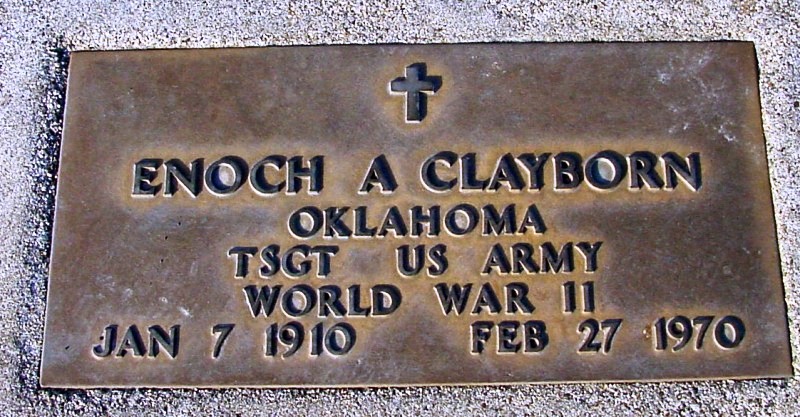 ENOCH A CLAYBORN
OKLAHOMA
TSGT US ARMY
WORLD WAR II
JAN 7 1910 FEB 27 1970